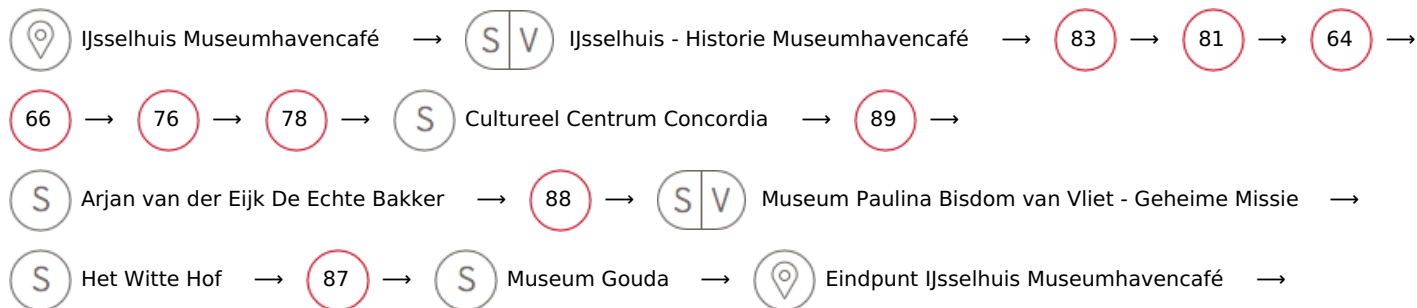 IJsselhuis Museumhavencafé → S V IJsselhuis - Historie Museumhavencafé → 83 → 81 → 64 →
66 → 76 → 78 → S Cultureel Centrum Concordia → 89 →
S Arjan van der Eijk De Echte Bakker → 88 → S V Museum Paulina Bisdom van Vliet - Geheime Missie →
S Het Witte Hof → 87 → S Museum Gouda → Eindpunt IJsselhuis Museumhavencafé →